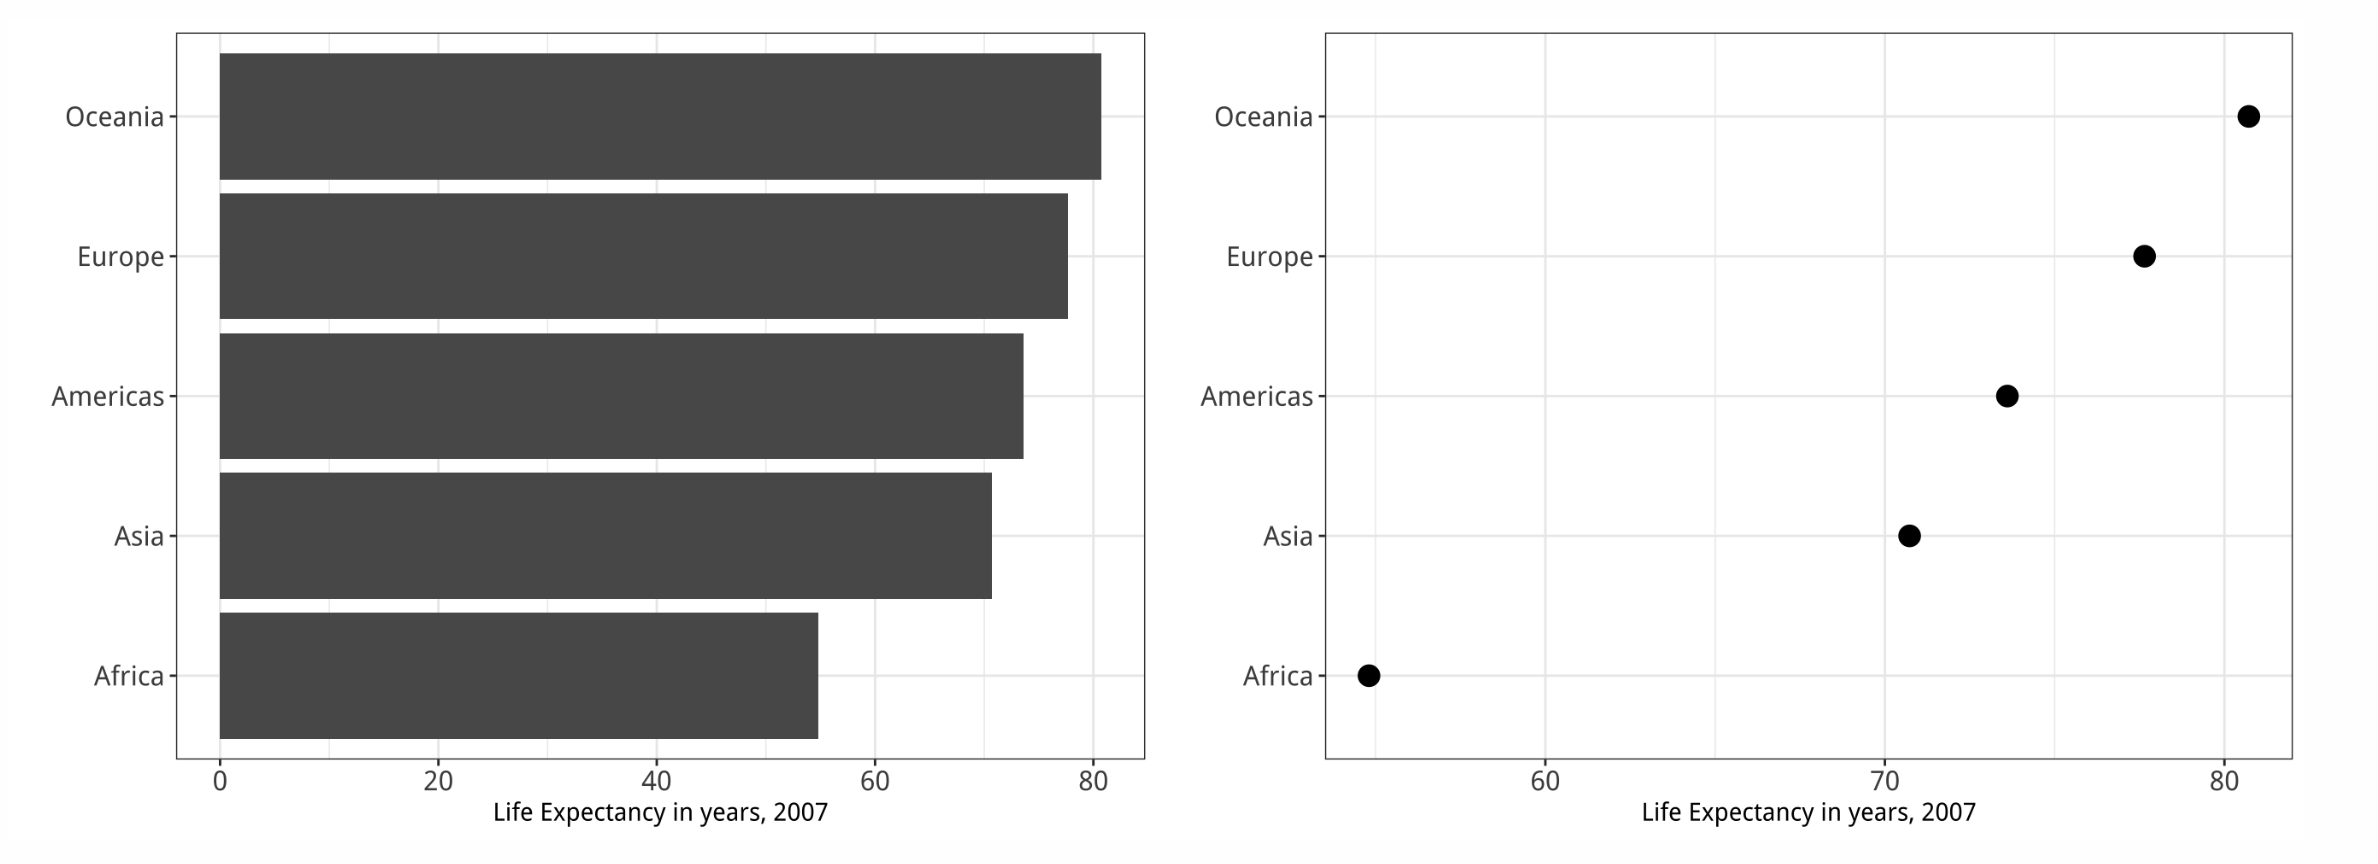 Oceania
Europe
Americas
Asia
Africa
0 20 40 60 80
Life Expectancy in years, 2007
Oceania
Europe
Americas
Asia
Africa
60 70 80
Life Expectancy in years, 2007